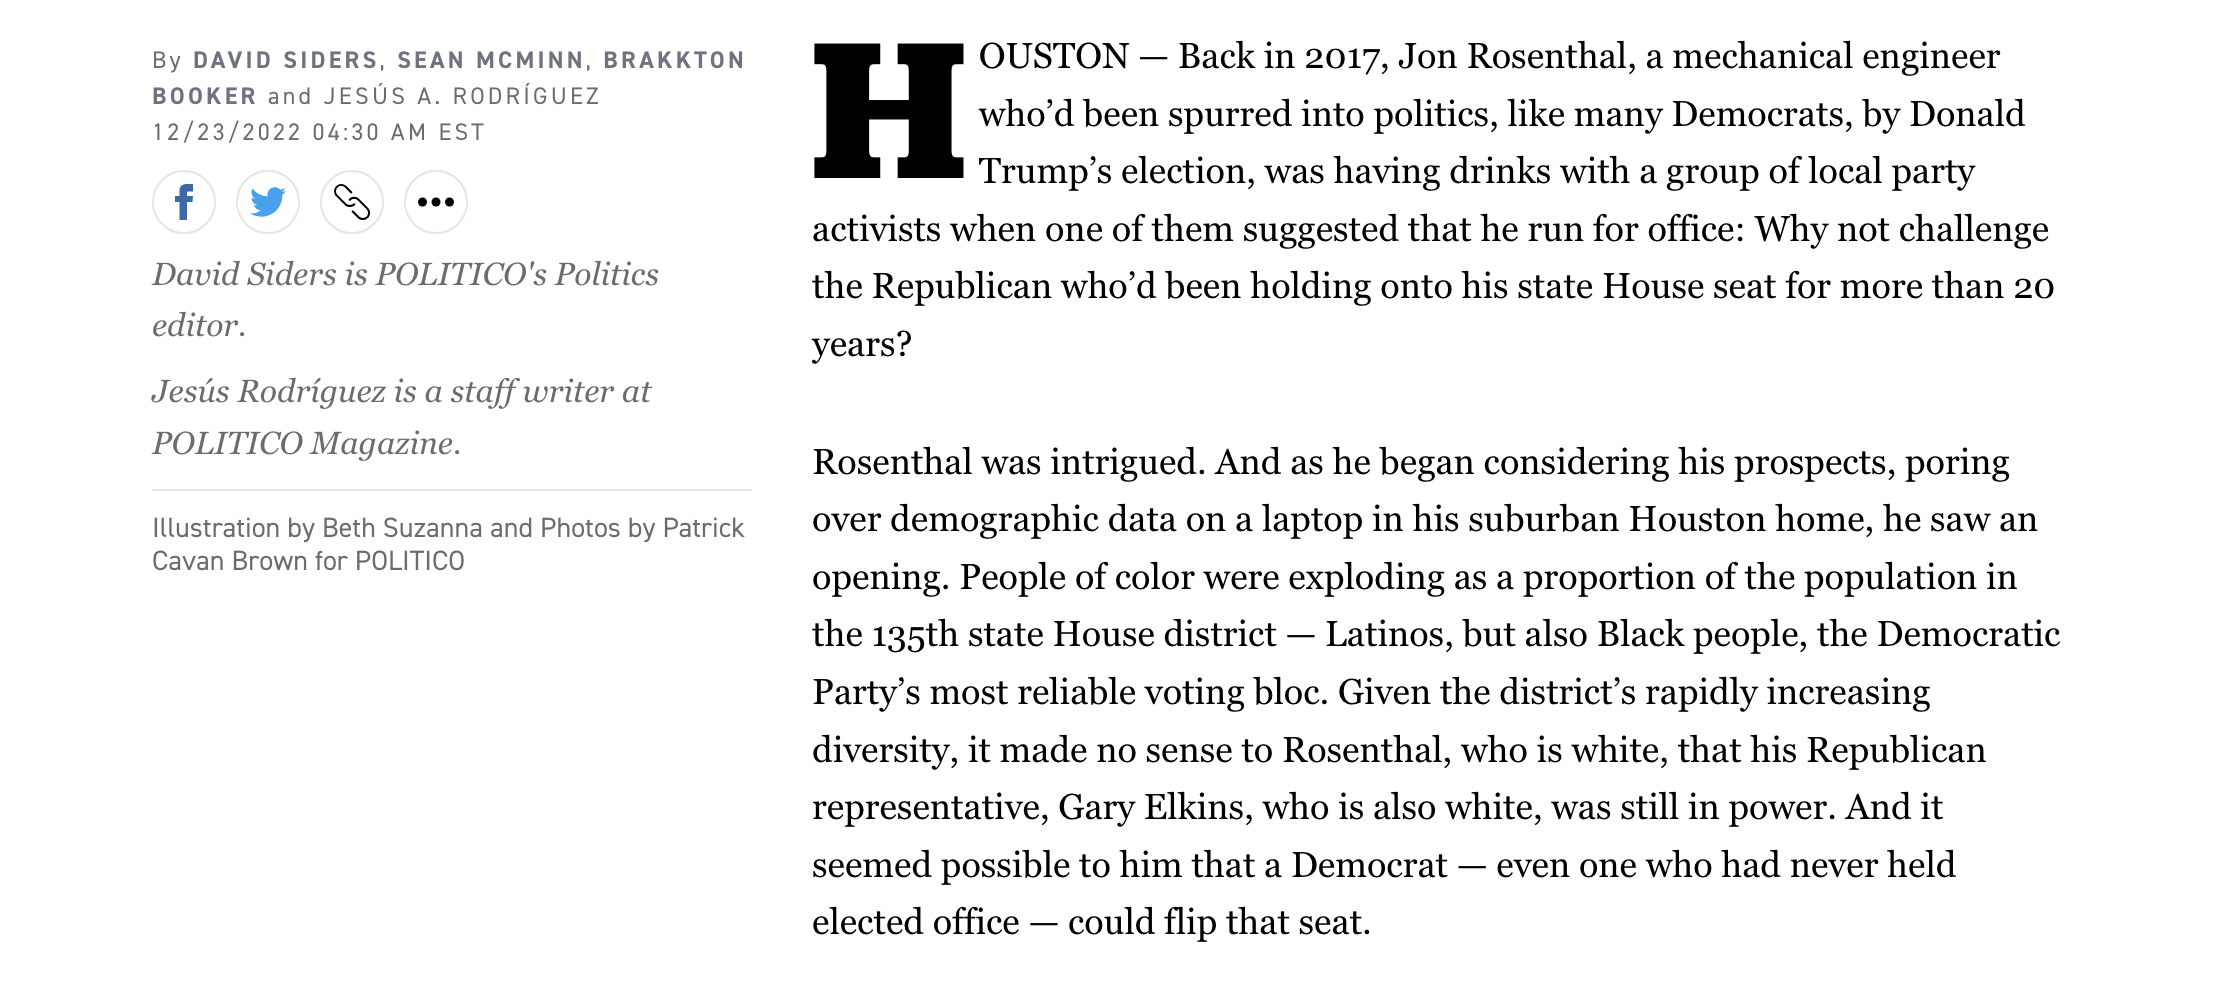 By DAVID SIDERS, SEAN MCMINN, BRAKKTON
BOOKER and JESÚS A. RODRÍGUEZ
12/23/2022 04:30 AM EST
David Siders is POLITICO's Politics
editor.
Jesús Rodríguez is a staff writer at
POLITICO Magazine.
Illustration by Beth Suzanna and Photos by Patrick
Cavan Brown for POLITICO
HOUSTON — Back in 2017, Jon Rosenthal, a mechanical engineer
who’d been spurred into politics, like many Democrats, by Donald
Trump’s election, was having drinks with a group of local party
activists when one of them suggested that he run for office: Why not challenge
the Republican who’d been holding onto his state House seat for more than 20
years?
Rosenthal was intrigued. And as he began considering his prospects, poring
over demographic data on a laptop in his suburban Houston home, he saw an
opening. People of color were exploding as a proportion of the population in
the 135th state House district — Latinos, but also Black people, the Democratic
Party’s most reliable voting bloc. Given the district’s rapidly increasing
diversity, it made no sense to Rosenthal, who is white, that his Republican
representative, Gary Elkins, who is also white, was still in power. And it
seemed possible to him that a Democrat — even one who had never held
elected office — could flip that seat.